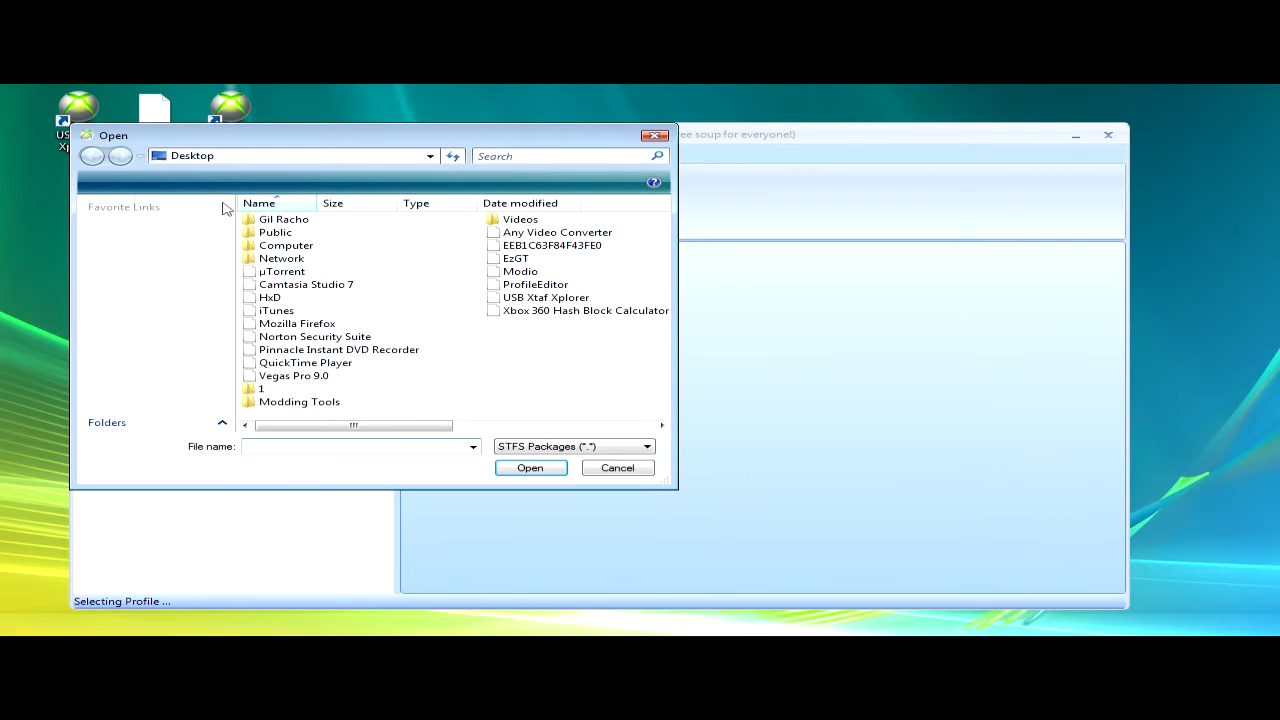 US
Xp
Open
ee soup for everyone!)
Desktop
Search
Favorite Links
Name
Size
Type
Date modified
Gil Racho
Public
Computer
Network
µTorrent
Camtasia Studio 7
HxD
iTunes
Mozilla Firefox
Norton Security Suite
Pinnacle Instant DVD Recorder
QuickTime Player
Vegas Pro 9.0
1
Modding Tools
Videos
Any Video Converter
EEB1C63F84F43FE0
EzGT
Modio
ProfileEditor
USB Xtaf Xplorer
Xbox 360 Hash Block Calculator
Folders
File name:
STFS Packages (*.*)
Open
Cancel
Selecting Profile ...